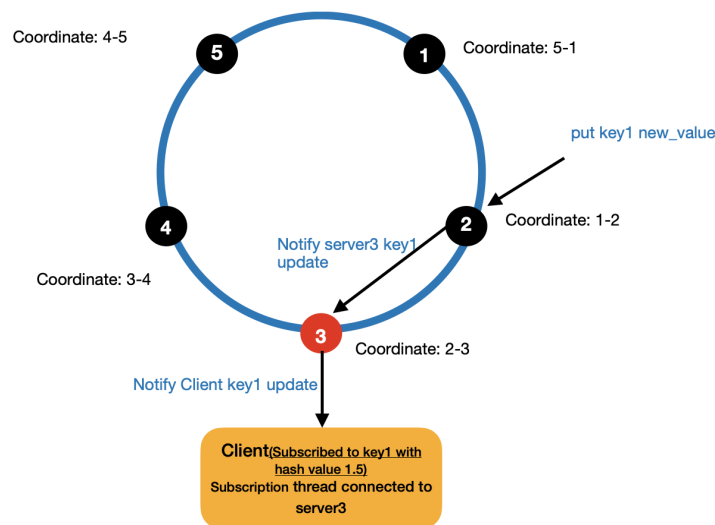 Coordinate: 4-5
5
1
Coordinate: 5-1
put key1 new_value
4
2
Coordinate: 1-2
Notify server3 key1
update
Coordinate: 3-4
3
Coordinate: 2-3
Notify Client key1 update
Client(Subscribed to key1 with
hash value 1.5)
Subscription thread connected to
server3